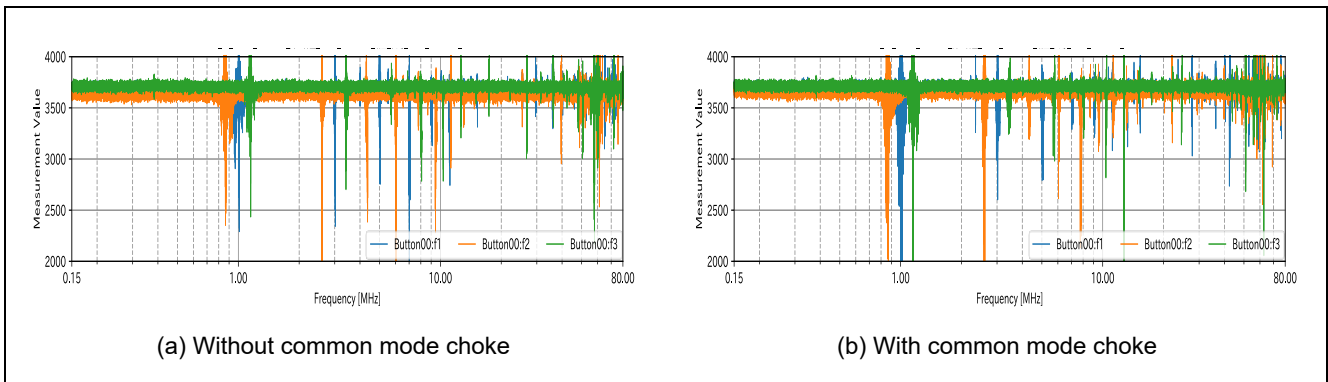 4000
3500
3000
2500
2000
Measurement Value
Button00:f1 Button00:f2 Button00:f3
0.15 1.00 10.00 80.00
Frequency [MHz]
(a) Without common mode choke
4000
3500
3000
2500
2000
Measurement Value
Button00:f1 Button00:f2 Button00:f3
0.15 1.00 10.00 80.00
Frequency [MHz]
(b) With common mode choke